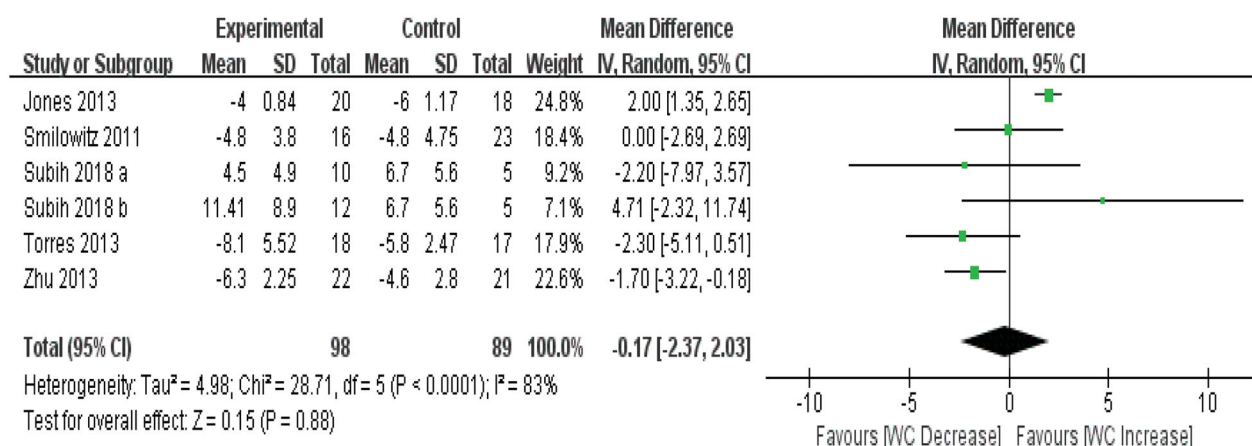 Experimental Control Mean Difference Mean Difference
Study or Subgroup Mean SD Total Mean SD Total Weight IV, Random, 95% CI IV, Random, 95% CI
Jones 2013 -4 0.84 20 -6 1.17 18 24.8% 2.00 [1.35, 2.65]
Smilowitz 2011 -4.8 3.8 16 -4.8 4.75 23 18.4% 0.00 [-2.69, 2.69]
Subih 2018 a 4.5 4.9 10 6.7 5.6 5 9.2% -2.20 [-7.97, 3.57]
Subih 2018 b 11.41 8.9 12 6.7 5.6 5 7.1% 4.71 [-2.32, 11.74]
Torres 2013 -8.1 5.52 18 -5.8 2.47 17 17.9% -2.30 [-5.11, 0.51]
Zhu 2013 -6.3 2.25 22 -4.6 2.8 21 22.6% -1.70 [-3.22, -0.18]
Total (95% CI) 98 89 100.0% -0.17 [-2.37, 2.03]
Heterogeneity: Tau² = 4.98; Chi² = 28.71, df = 5 (P < 0.0001); I² = 83%
Test for overall effect: Z = 0.15 (P = 0.88)
-10 -5 0 5 10
Favours [WC Decrease] Favours [WC Increase]